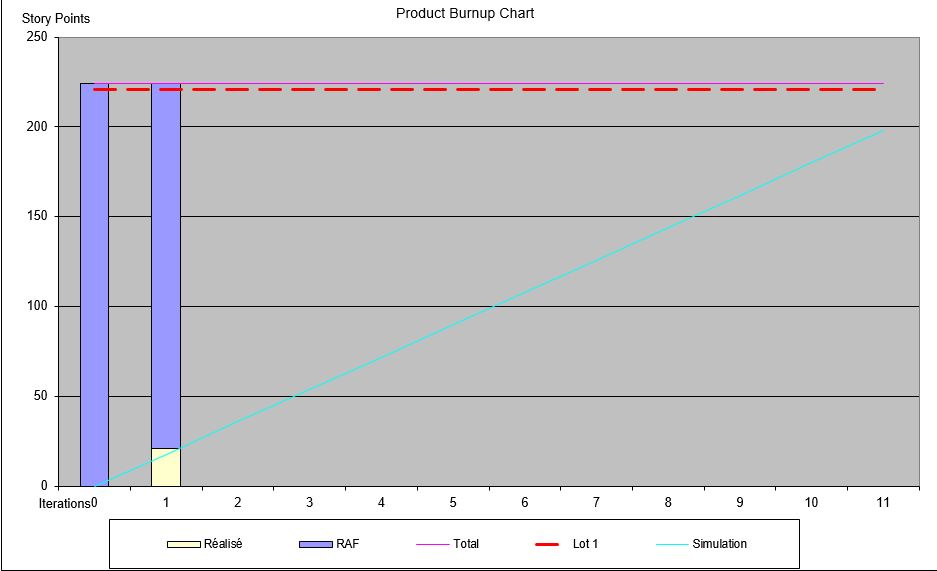 Product Burnup Chart
Story Points
250
200
150
100
50
0
Iterations 0 1 2 3 4 5 6 7 8 9 10 11
Réalisé RAF Total Lot 1 Simulation